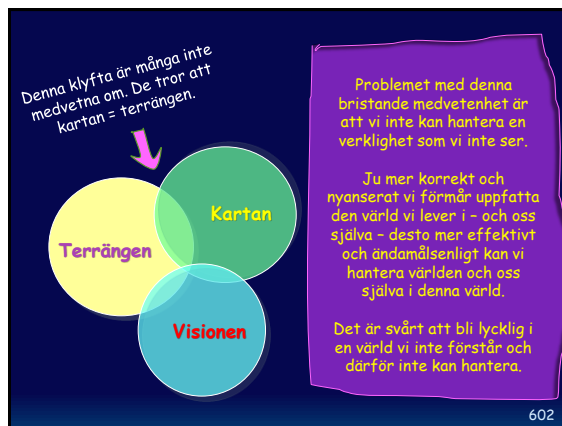 Denna klyfta är många inte
medvetna om. De tror att
kartan = terrängen.
Kartan
Terrängen
Visionen
Problemet med denna
bristande medvetenhet är
att vi inte kan hantera en
verklighet som vi inte ser.
Ju mer korrekt och
nyanserat vi förmår uppfatta
den värld vi lever i – och oss
själva – desto mer effektivt
och ändamålsenligt kan vi
hantera världen och oss
själva i denna värld.
Det är svårt att bli lycklig i
en värld vi inte förstår och
därför inte kan hantera.
602